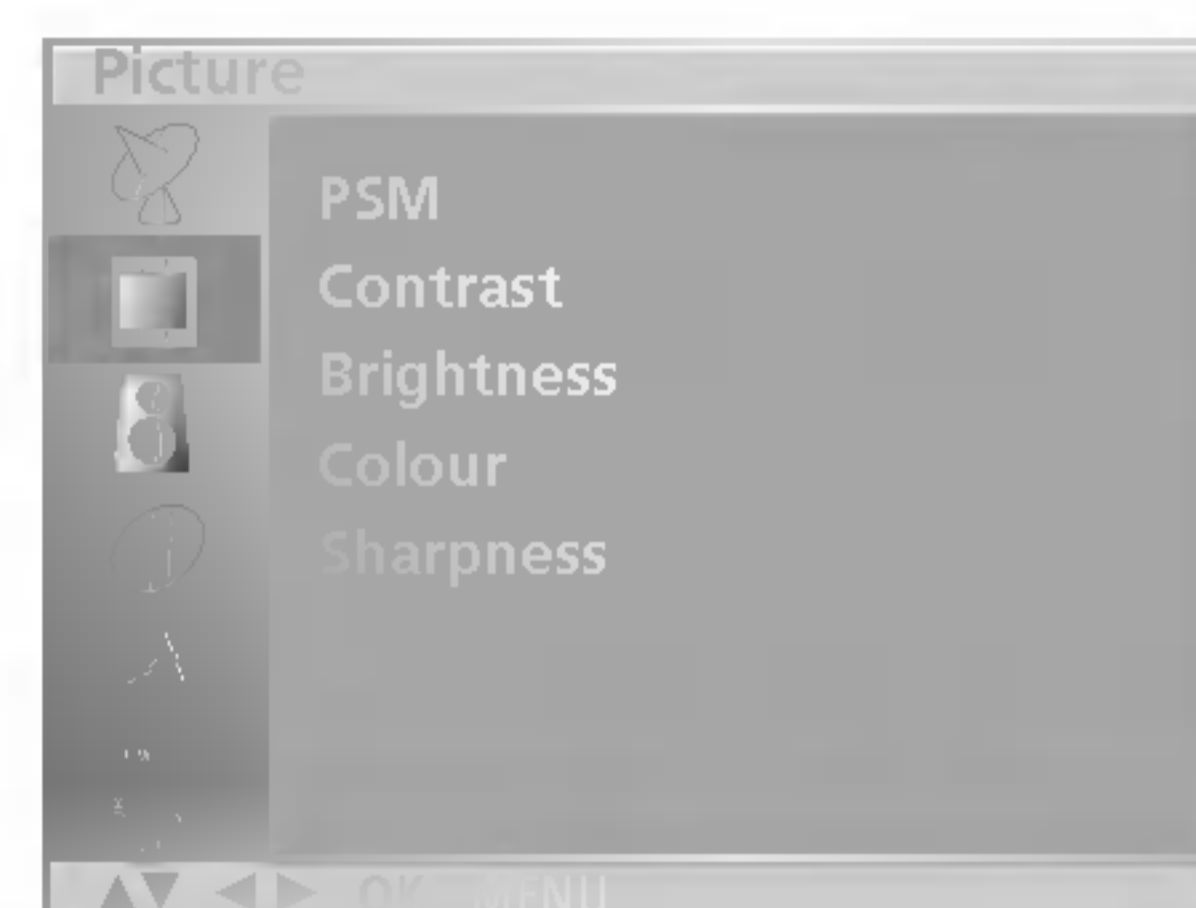 Picture
PSM
Contrast
Brightness
Colour
Sharpness
▲▼ ◀ ▶ OK MENU